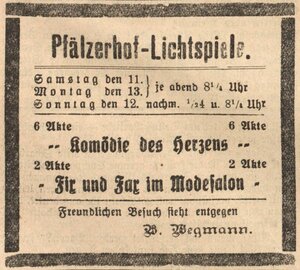 Pfälzerhof-Lichtspiele.
Samstag den 11.
Montag den 13. } je abend 8¼ Uhr
Sonntag den 12. nachm. ½4 u 8¼ Uhr
6 Akte 6 Akte
-- Komödie des Herzens --
2 Akte 2 Akte
- Fix und Fax im Modesalon -
Freundlichen Besuch sieht entgegen
W. Wegmann.